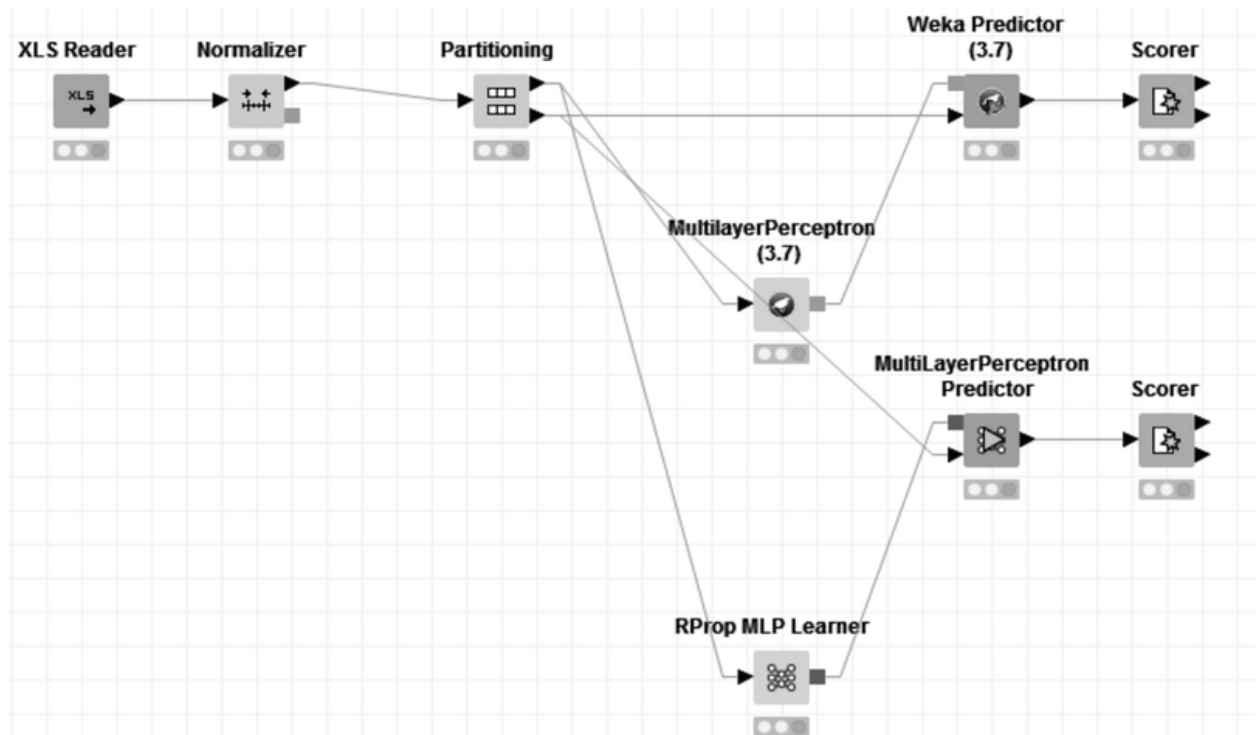 XLS Reader
Normalizer
Partitioning
Weka Predictor
(3.7)
Scorer
XLS
MultilayerPerceptron
(3.7)
MultiLayerPerceptron
Predictor
Scorer
RProp MLP Learner